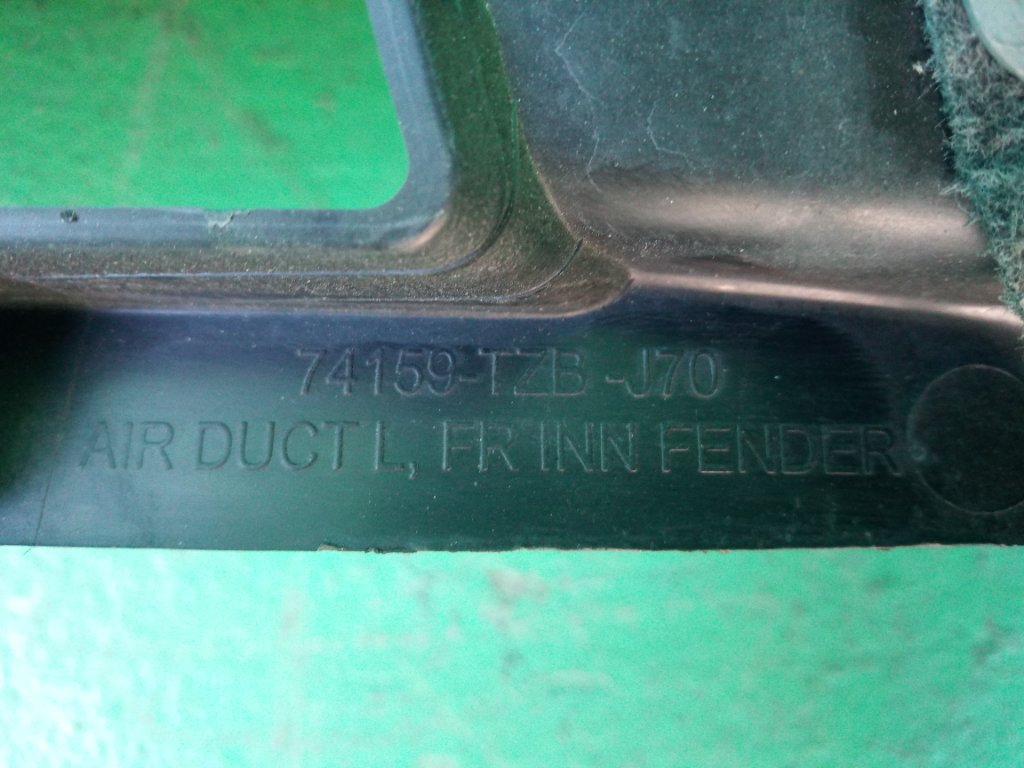 74159-TZB -J70
AIR DUCT L, FR INN FENDER